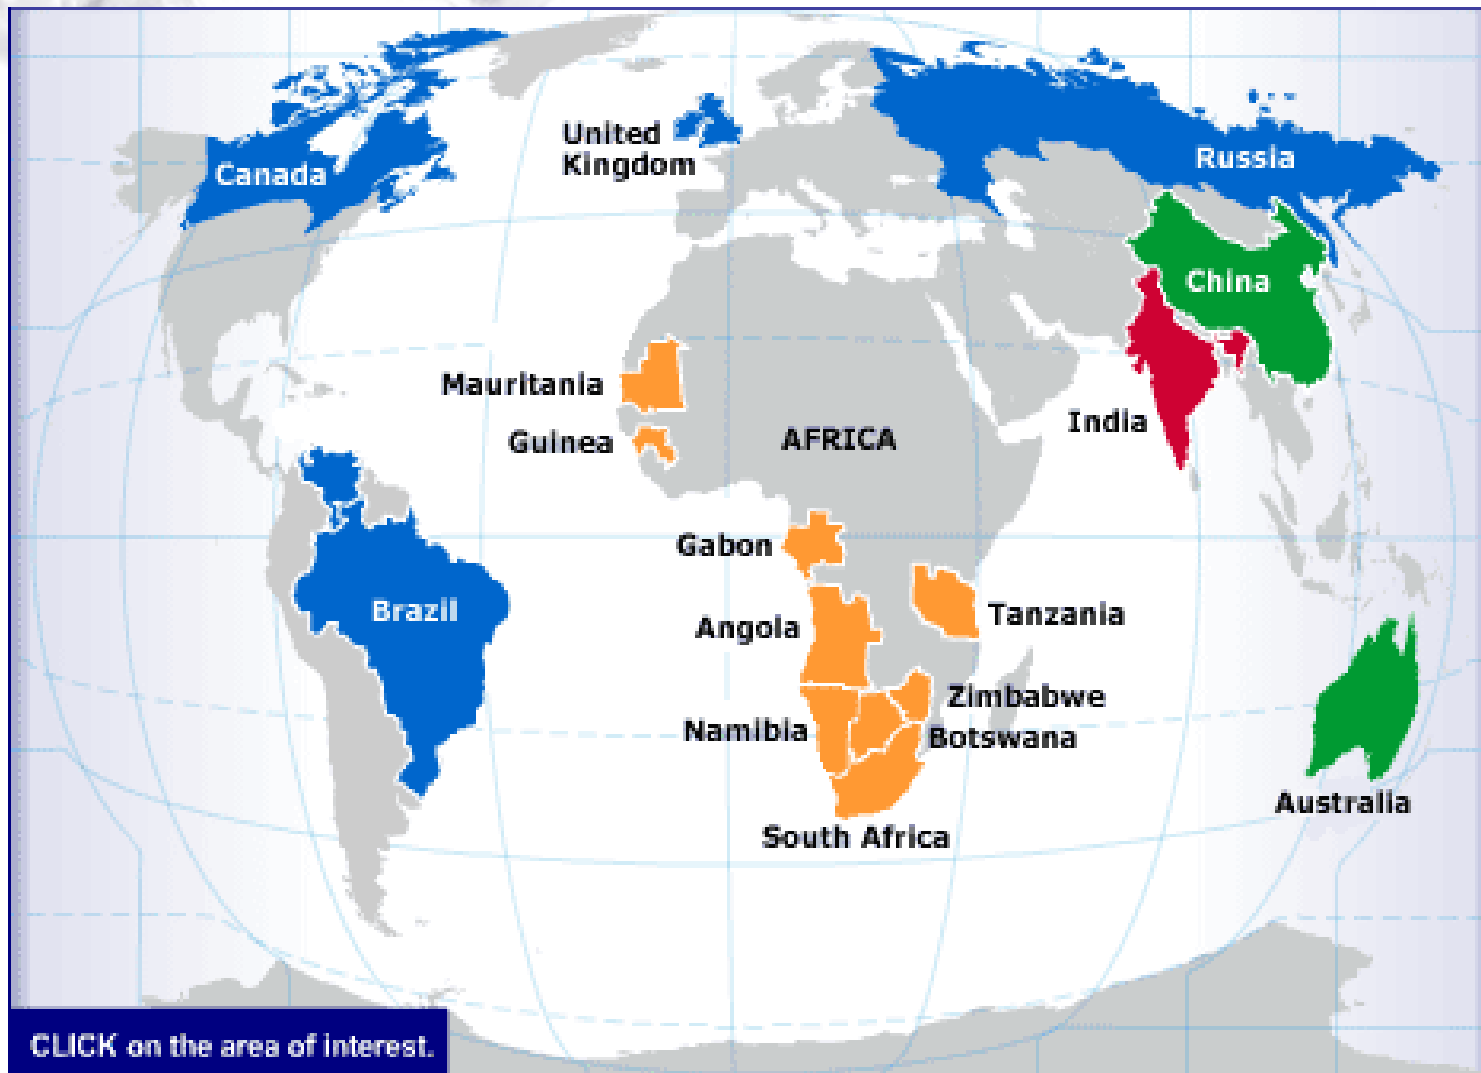 United
Kingdom
Canada
Russia
China
Mauritania
India
Guinea
AFRICA
Gabon
Brazil
Angola
Tanzania
Zimbabwe
Namibia
Botswana
Australia
South Africa
CLICK on the area of interest.